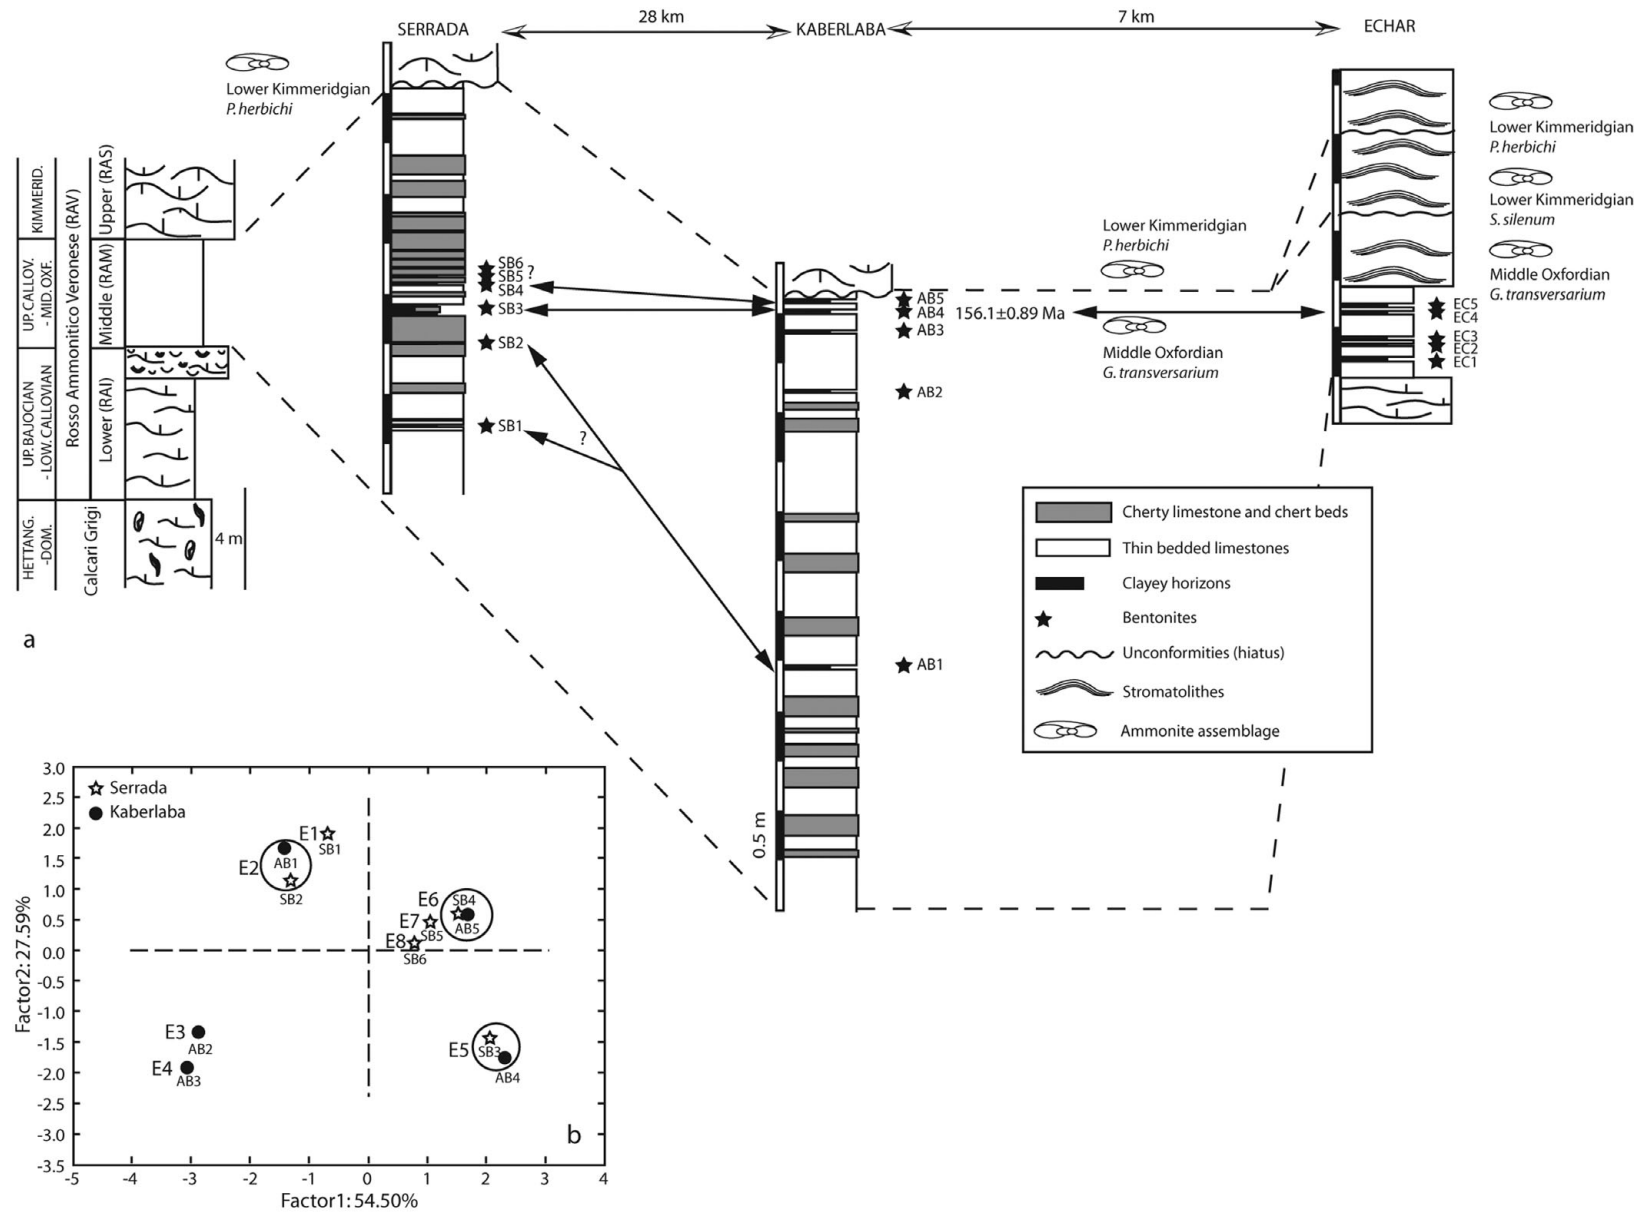 SERRADA
28 km
KABERLABA
7 km
ECHAR
Lower Kimmeridgian
P. herbichi
KIMMERID.
UP. CALLOV.
- MID. OXF.
UP. BAJOCIAN
- LOW. CALLOVIAN
HETTANG.
-DOM.
Rosso Ammonitico Veronese (RAV)
Calcari Grigi
Upper (RAS)
Middle (RAM)
Lower (RAI)
4 m
a
SB6
SB5
?
SB4
SB3
SB2
SB1
?
0.5 m
AB5
AB4
AB3
AB2
AB1
Lower Kimmeridgian
P. herbichi
156.1±0.89 Ma
Middle Oxfordian
G. transversarium
Lower Kimmeridgian
P. herbichi
Lower Kimmeridgian
S. silenum
Middle Oxfordian
G. transversarium
EC5
EC4
EC3
EC2
EC1
Cherty limestone and chert beds
Thin bedded limestones
Clayey horizons
Bentonites
Unconformities (hiatus)
Stromatolithes
Ammonite assemblage
Serrada
Kaberlaba
E1
SB1
E2
AB1
SB2
E6
SB4
AB5
E7
SB5
E8
SB6
E3
AB2
E4
AB3
E5
SB3
AB4
b
3.0
2.5
2.0
1.5
1.0
0.5
0.0
-0.5
-1.0
-1.5
-2.0
-2.5
-3.0
-3.5
Factor2: 27.59%
-5 -4 -3 -2 -1 0 1 2 3 4
Factor1: 54.50%